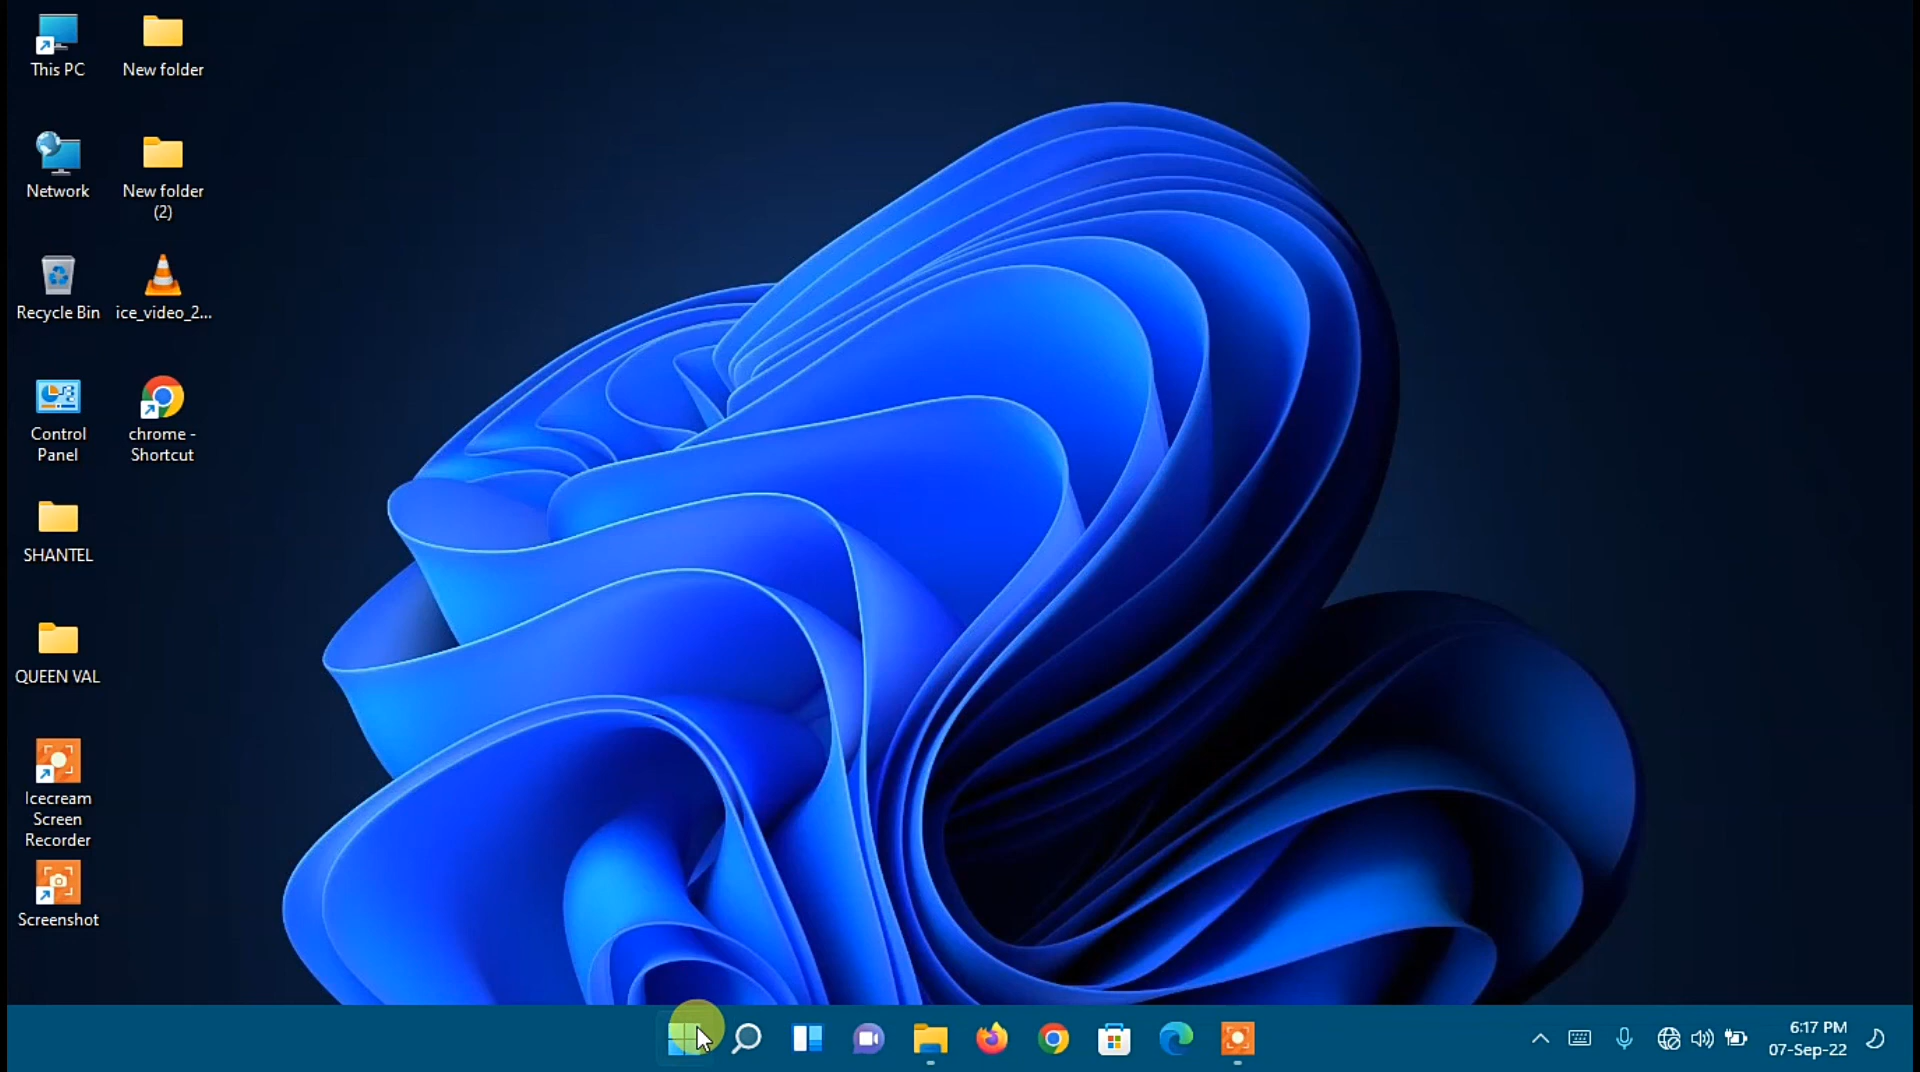 This PC
New folder
Network
New folder
(2)
Recycle Bin
ice_video_2...
Control
Panel
chrome -
Shortcut
SHANTEL
QUEEN VAL
Icecream
Screen
Recorder
Screenshot
6:17 PM
07-Sep-22